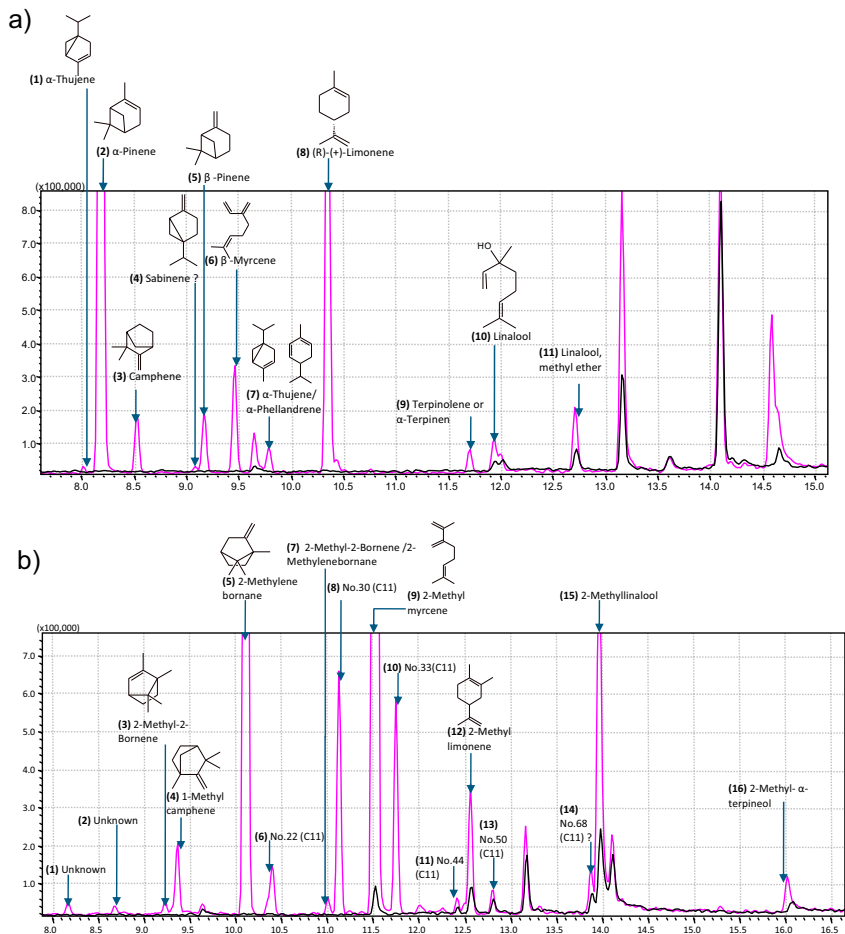 a)
(1) α-Thujene
(2) α-Pinene
(5) β -Pinene
(8) (R)-(+)-Limonene
(x100,000)
8.0
7.0
6.0
5.0
4.0
3.0
2.0
1.0
(4) Sabinene ?
(6) β -Myrcene
HO
(10) Linalool
(3) Camphene
(7) α-Thujene/
α-Phellandrene
(11) Linalool,
methyl ether
(9) Terpinolene or
α-Terpinen
8.0 8.5 9.0 9.5 10.0 10.5 11.0 11.5 12.0 12.5 13.0 13.5 14.0 14.5 15.0
b)
(5) 2-Methylene
bornane
(7) 2-Methyl-2-Bornene /2-
Methylenebornane
(8) No.30 (C11)
(9) 2-Methyl
myrcene
(15) 2-Methyllinalool
(x100,000)
7.0
6.0
5.0
4.0
3.0
2.0
1.0
(10) No.33(C11)
(3) 2-Methyl-2-
Bornene
(12) 2-Methyl
limonene
(4) 1-Methyl
camphene
(2) Unknown
(1) Unknown
(6) No.22 (C11)
(11) No.44
(C11)
(13)
No.50
(C11)
(14)
No.68
(C11) ?
(16) 2-Methyl- α-
terpineol
8.0 8.5 9.0 9.5 10.0 10.5 11.0 11.5 12.0 12.5 13.0 13.5 14.0 14.5 15.0 15.5 16.0 16.5